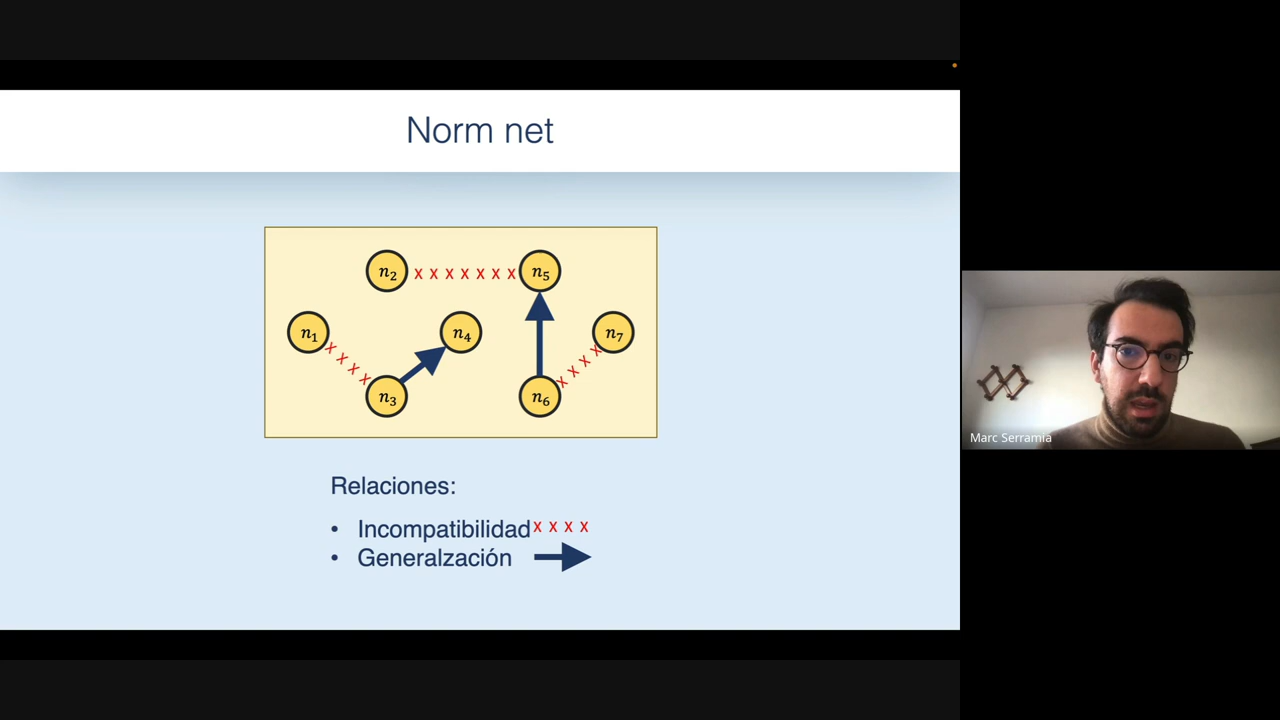 Norm net
n2 x x x x x x x n5
n1 n4 n7
x x x x
x x x x
n3 n6
Relaciones:
• Incompatibilidad x x x x
• Generalzación
Marc Serramia